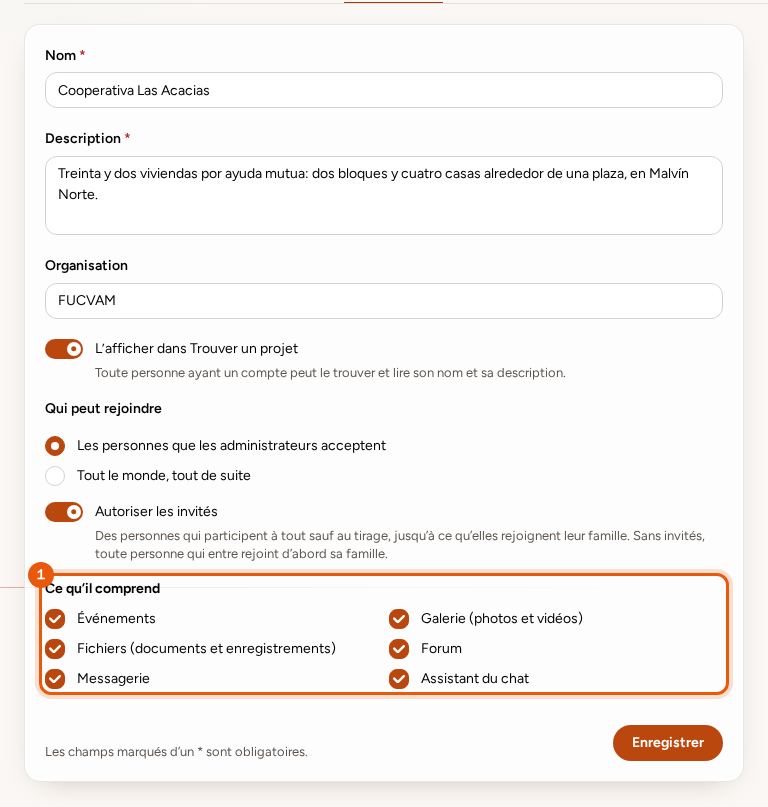 Nom *
Cooperativa Las Acacias
Description *
Treinta y dos viviendas por ayuda mutua: dos bloques y cuatro casas alrededor de una plaza, en Malvín
Norte.
Organisation
FUCVAM
L’afficher dans Trouver un projet
Toute personne ayant un compte peut le trouver et lire son nom et sa description.
Qui peut rejoindre
Les personnes que les administrateurs acceptent
Tout le monde, tout de suite
Autoriser les invités
Des personnes qui participent à tout sauf au tirage, jusqu’à ce qu’elles rejoignent leur famille. Sans invités,
toute personne qui entre rejoint d’abord sa famille.
1
Ce qu’il comprend
Événements
Galerie (photos et vidéos)
Fichiers (documents et enregistrements)
Forum
Messagerie
Assistant du chat
Les champs marqués d’un * sont obligatoires.
Enregistrer